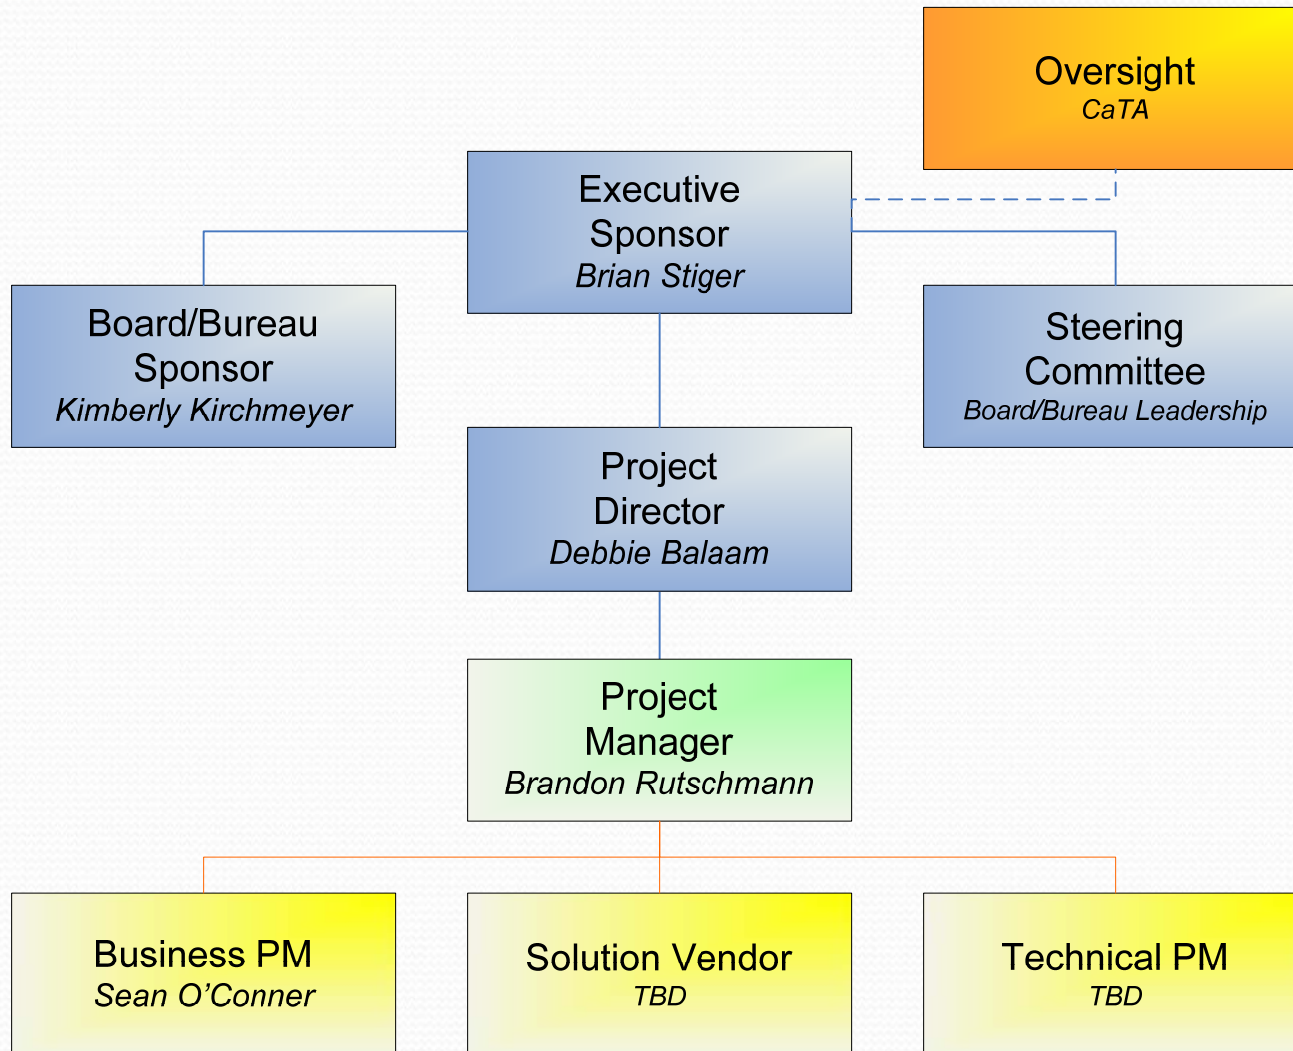 Oversight
CaTA
Executive
Sponsor
Brian Stiger
Board/Bureau
Sponsor
Kimberly Kirchmeyer
Steering
Committee
Board/Bureau Leadership
Project
Director
Debbie Balaam
Project
Manager
Brandon Rutschmann
Business PM
Sean O’Conner
Solution Vendor
TBD
Technical PM
TBD